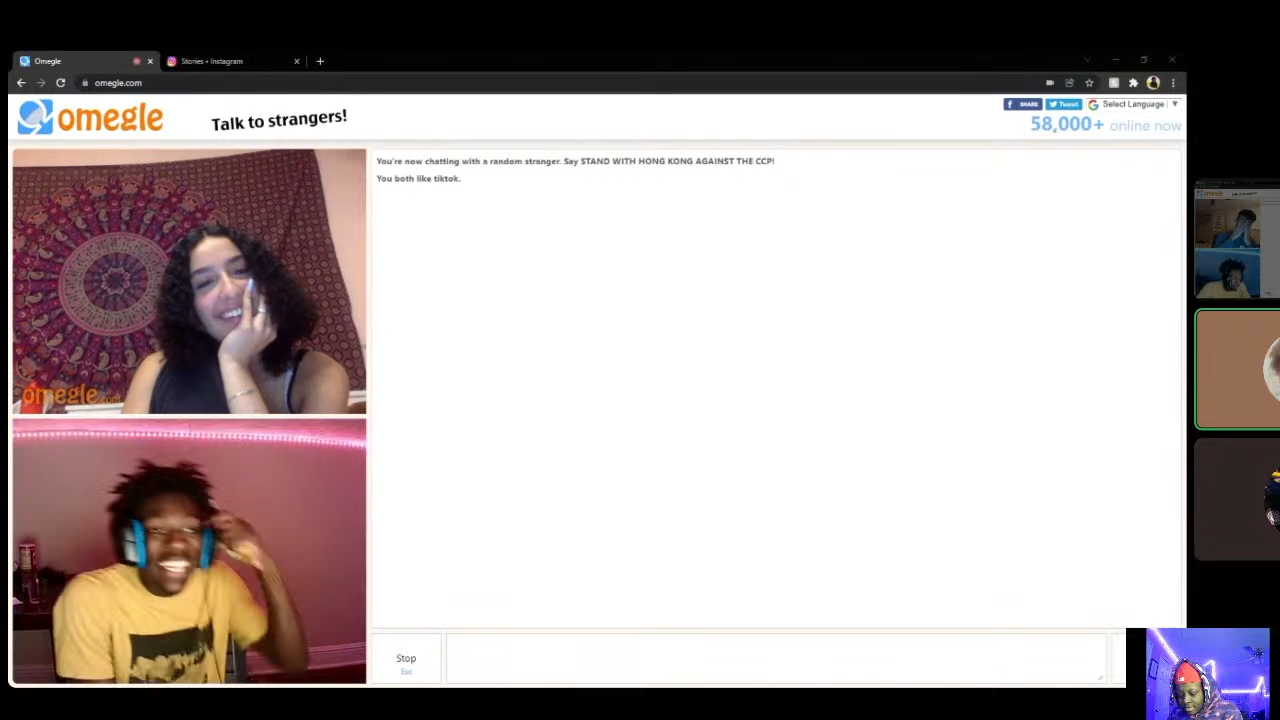 Omegle
Stories • Instagram
omegle.com
omegle
Talk to strangers!
SHARE
Tweet
Select Language
58,000+ online now
You're now chatting with a random stranger. Say STAND WITH HONG KONG AGAINST THE CCP!
You both like tiktok.
omegle.com
Stop
Esc